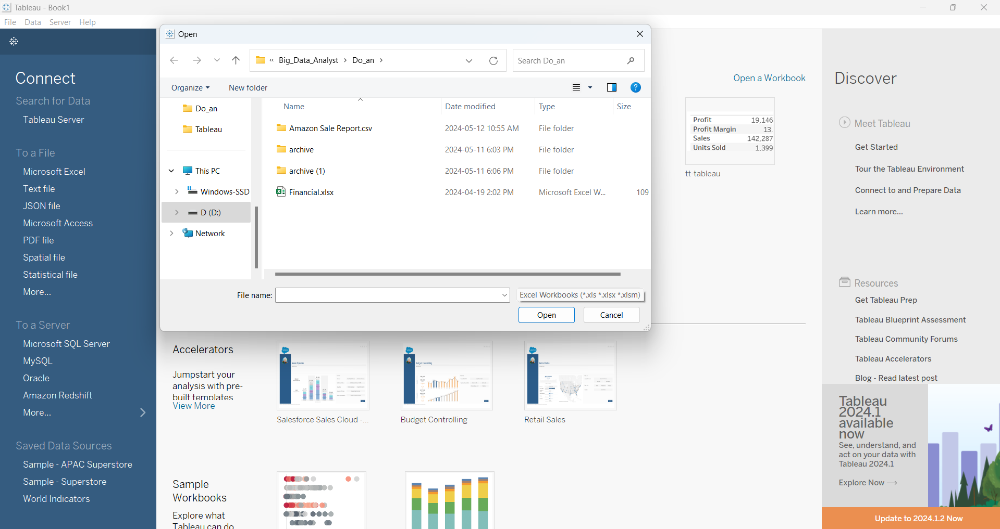 Tableau - Book1
File Data Server Help
Connect
Search for Data
Tableau Server
To a File
Microsoft Excel
Text file
JSON file
Microsoft Access
PDF file
Spatial file
Statistical file
More...
To a Server
Microsoft SQL Server
MySQL
Oracle
Amazon Redshift
More...
Saved Data Sources
Sample - APAC Superstore
Sample - Superstore
World Indicators
Open
« Big_Data_Analyst > Do_an >
Search Do_an
Organize New folder
Do_an
Tableau
This PC
Windows-SSD
D (D:)
Network
Name Date modified Type Size
Amazon Sale Report.csv 2024-05-12 10:55 AM File folder
archive 2024-05-11 6:03 PM File folder
archive (1) 2024-05-11 6:06 PM File folder
Financial.xlsx 2024-04-19 2:02 PM Microsoft Excel W... 109
File name:
Excel Workbooks (*.xls *.xlsx *.xlsm)
Open Cancel
Open a Workbook
Profit 19,146
Profit Margin 13.
Sales 142,287
Units Sold 1.399
tt-tableau
Accelerators
Jumpstart your
analysis with pre-
built templates
View More
Sales Pipeline
Salesforce Sales Cloud -...
Budget Controlling
Budget Controlling
Retail Sales
Retail Sales
Sample
Workbooks
Explore what
Tableau can do
Discover
Meet Tableau
Get Started
Tour the Tableau Environment
Connect to and Prepare Data
Learn more...
Resources
Get Tableau Prep
Tableau Blueprint Assessment
Tableau Community Forums
Tableau Accelerators
Blog - Read latest post
Tableau
2024.1
available
now
See, understand, and
act on your data with
Tableau 2024.1
Explore Now →
Update to 2024.1.2 Now